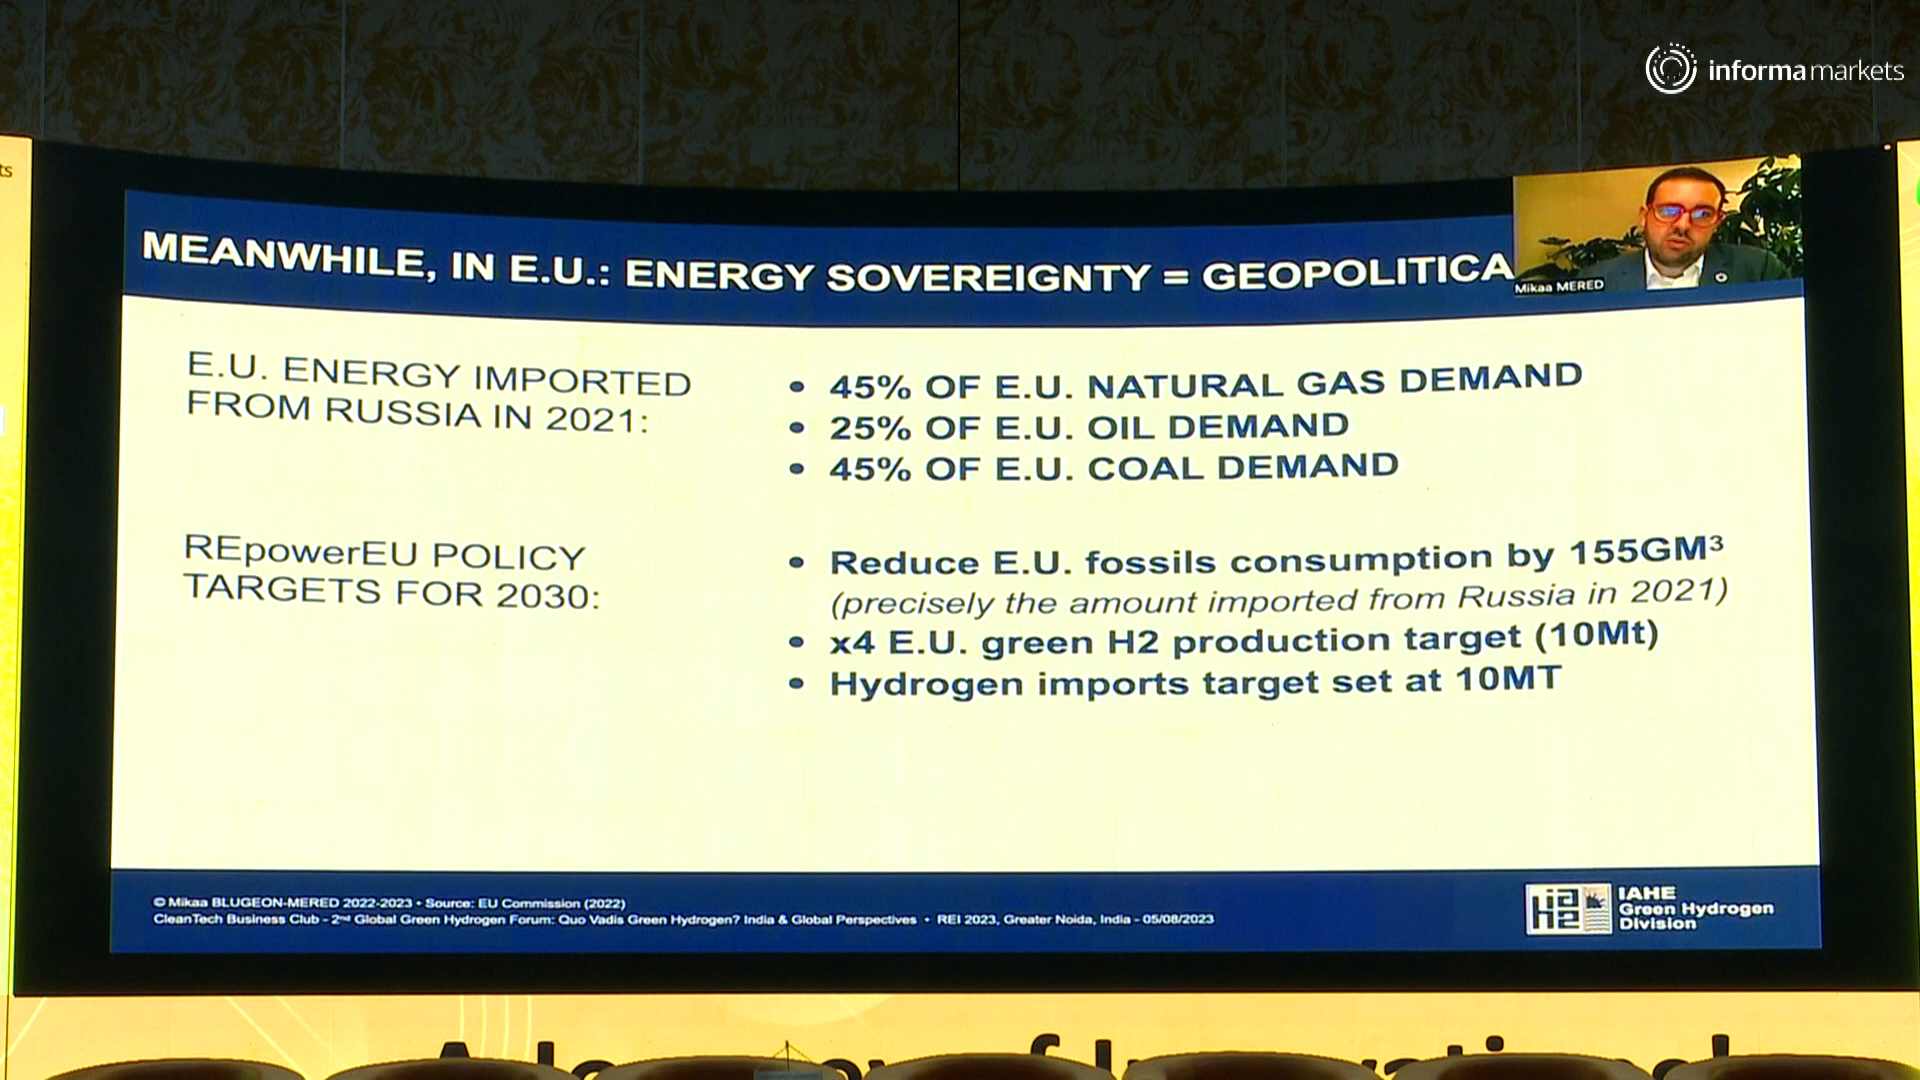 informa markets
ts
MEANWHILE, IN E.U.: ENERGY SOVEREIGNTY = GEOPOLITICA
Mikaa MERED
E.U. ENERGY IMPORTED
FROM RUSSIA IN 2021:
• 45% OF E.U. NATURAL GAS DEMAND
• 25% OF E.U. OIL DEMAND
• 45% OF E.U. COAL DEMAND
REpowerEU POLICY
TARGETS FOR 2030:
• Reduce E.U. fossils consumption by 155GM³
(precisely the amount imported from Russia in 2021)
• x4 E.U. green H2 production target (10Mt)
• Hydrogen imports target set at 10MT
© Mikaa BLUGEON-MERED 2022-2023 • Source: EU Commission (2022)
CleanTech Business Club - 2nd Global Green Hydrogen Forum: Quo Vadis Green Hydrogen? India & Global Perspectives • REI 2023, Greater Noida, India - 05/08/2023
IAHE
Green Hydrogen
Division